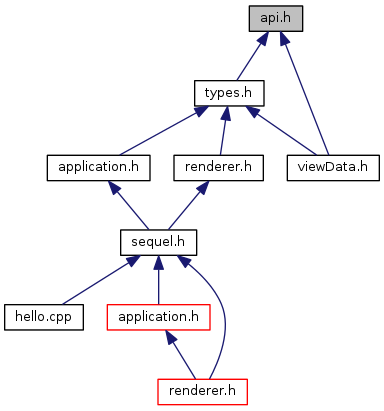 api.h
types.h
application.h
renderer.h
viewData.h
sequel.h
hello.cpp
application.h
renderer.h